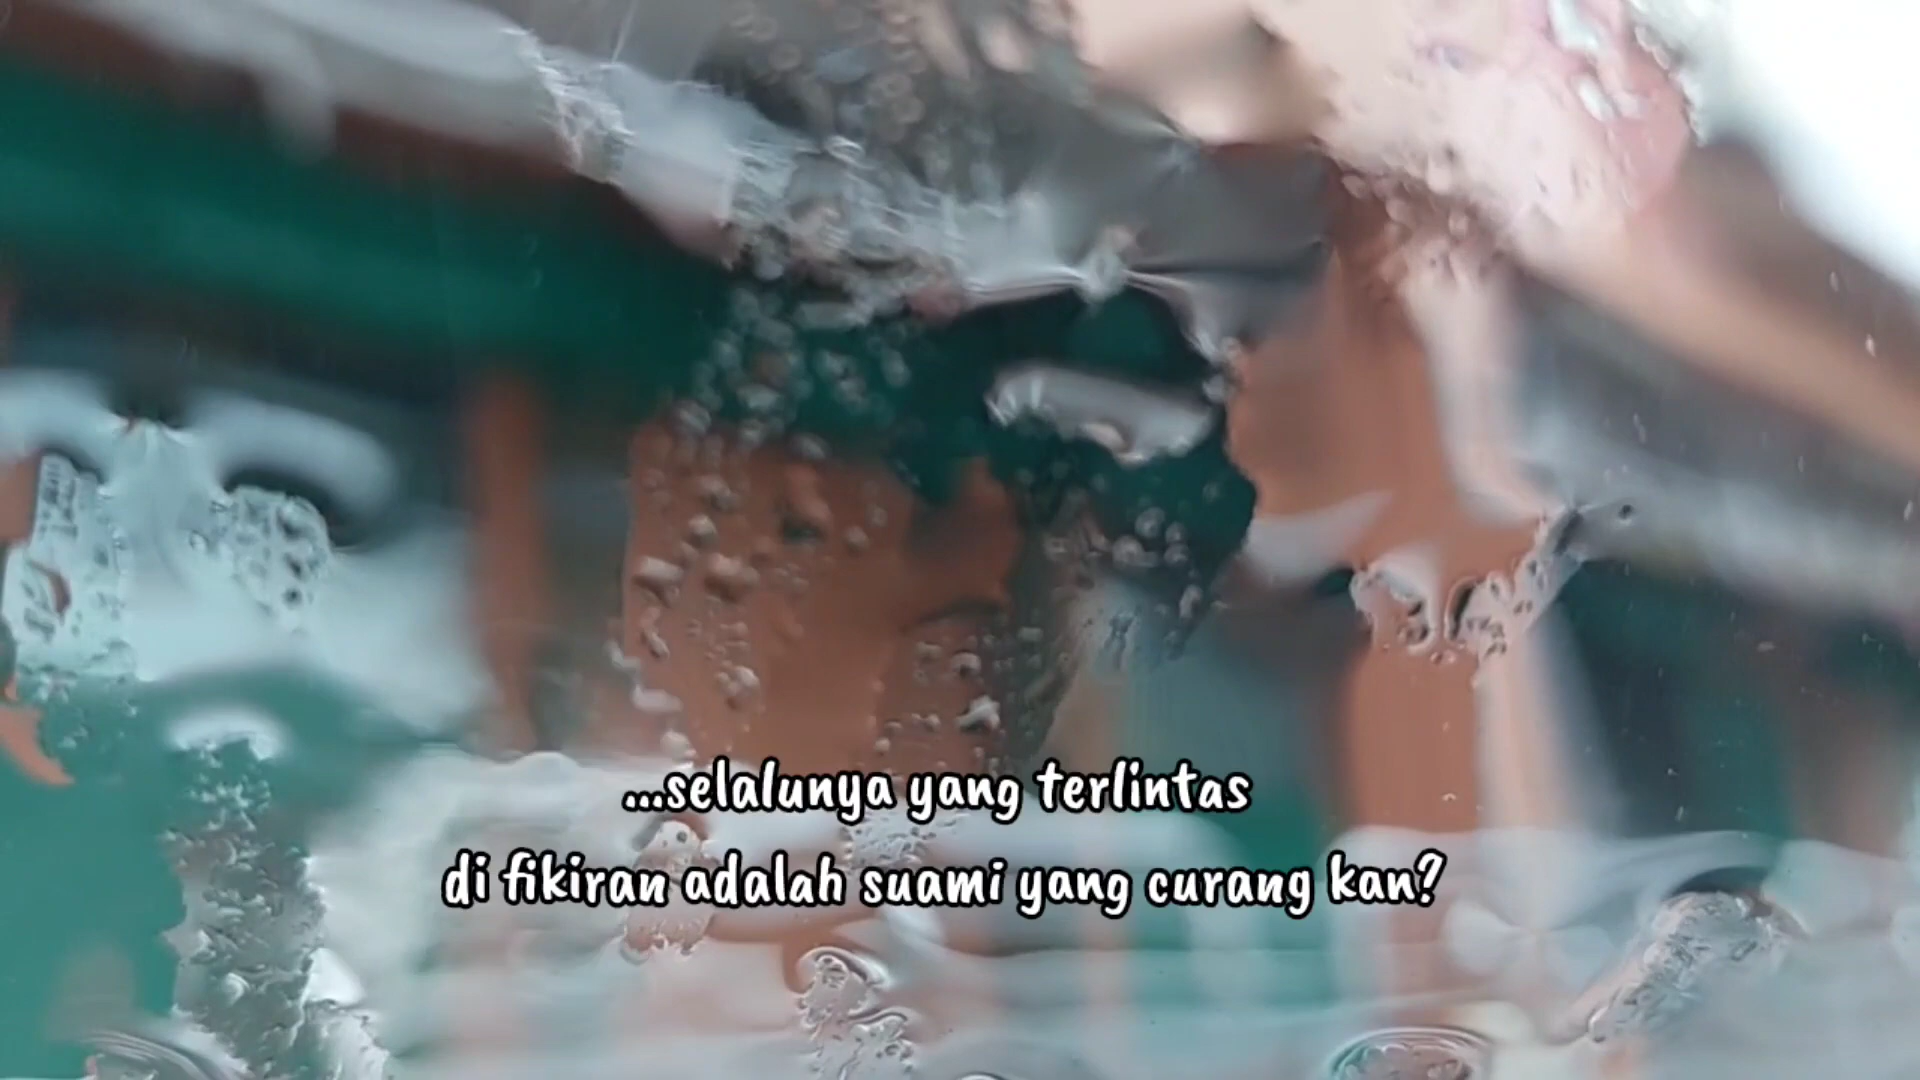 ...selalunya yang terlintas
di fikiran adalah suami yang curang kan?